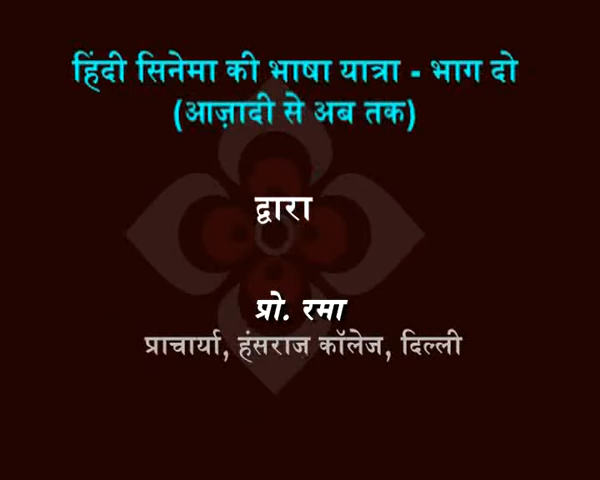 हिंदी सिनेमा की भाषा यात्रा - भाग दो
(आज़ादी से अब तक)
द्वारा
प्रो. रमा
प्राचार्या, हंसराज कॉलेज, दिल्ली